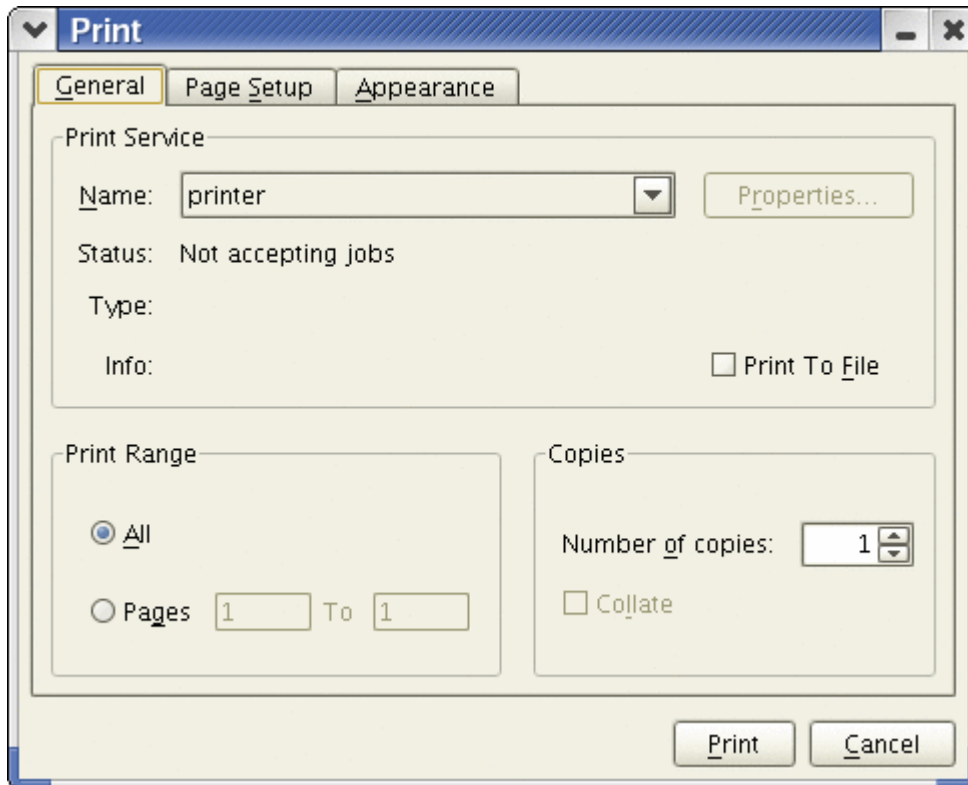 Print
General Page Setup Appearance
Print Service
Name: printer Properties...
Status: Not accepting jobs
Type:
Info: Print To File
Print Range
All
Pages 1 To 1
Copies
Number of copies: 1
Collate
Print Cancel